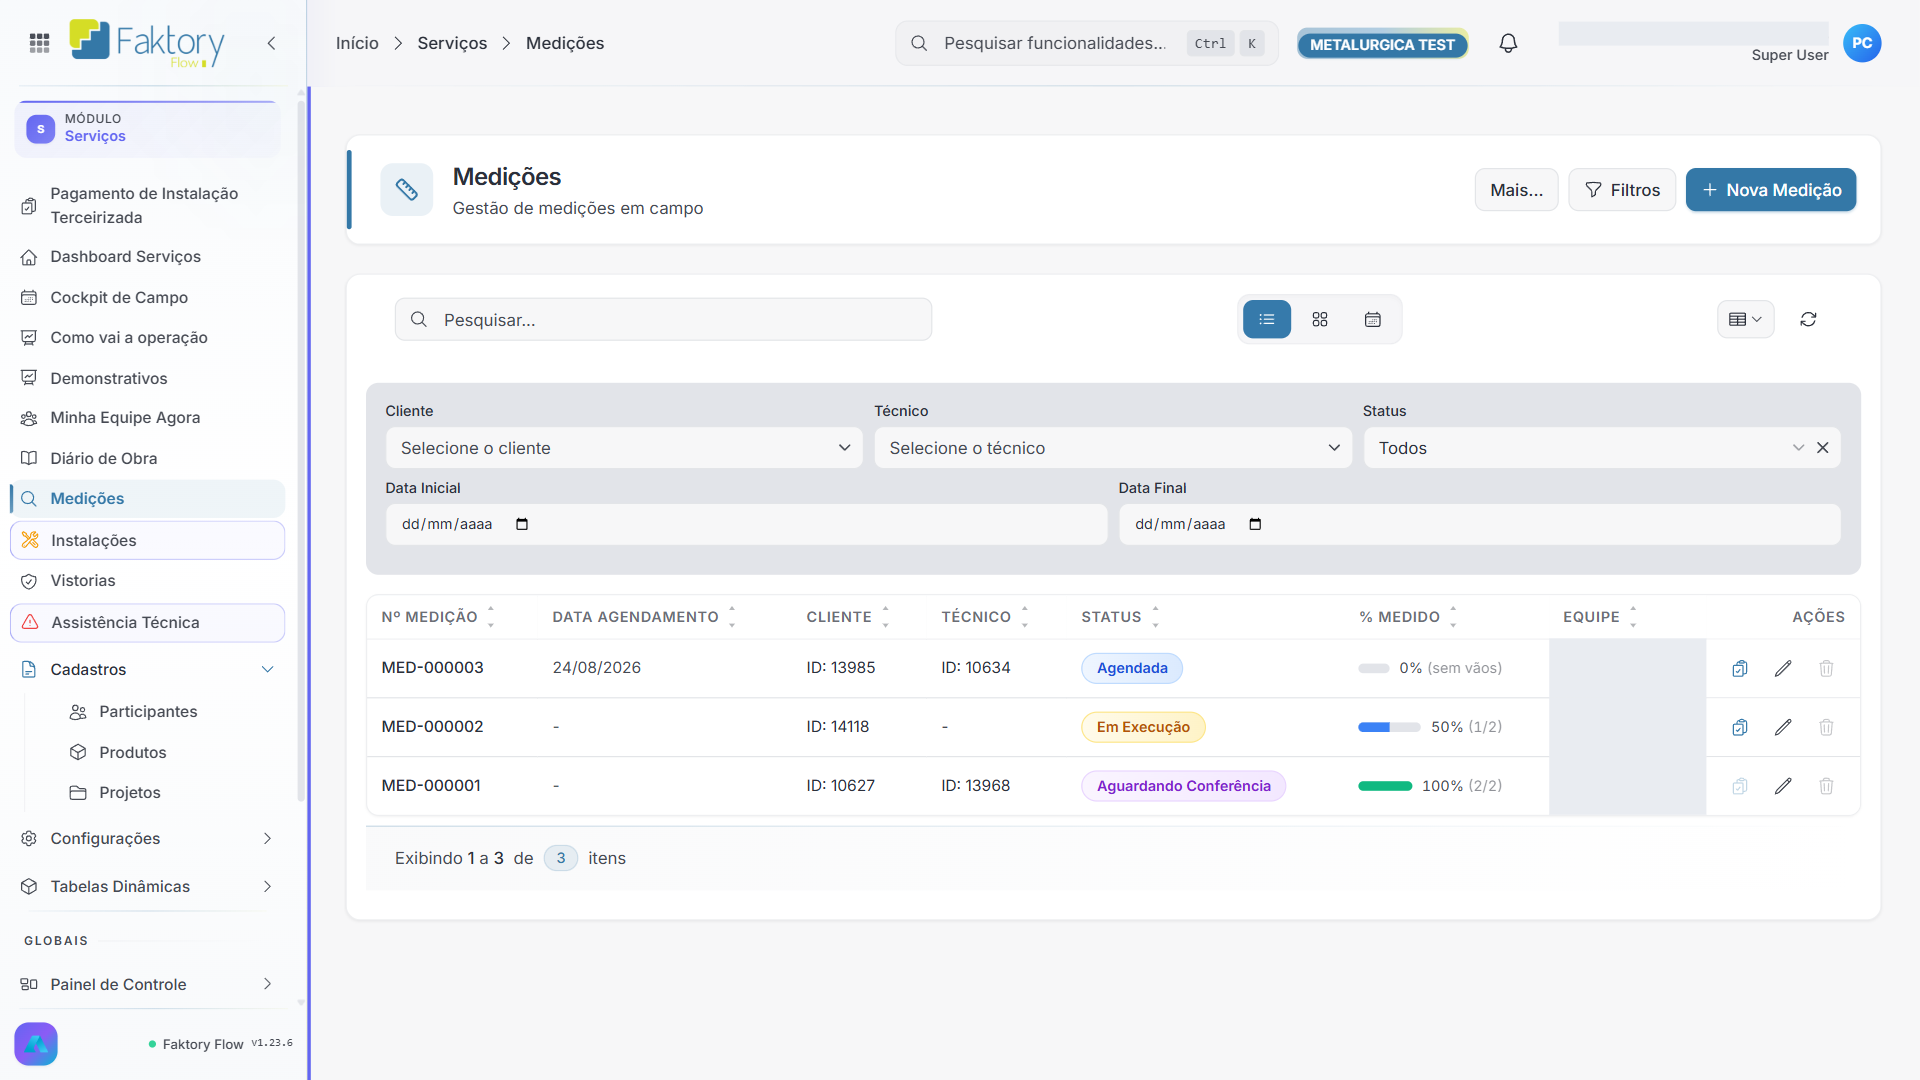 Faktory
Flow
Início
Serviços
Medições
Pesquisar funcionalidades...
Ctrl
K
METALURGICA TEST
Super User
PC
S
MÓDULO
Serviços
Pagamento de Instalação
Terceirizada
Dashboard Serviços
Cockpit de Campo
Como vai a operação
Demonstrativos
Minha Equipe Agora
Diário de Obra
Medições
Instalações
Vistorias
Assistência Técnica
Cadastros
Participantes
Produtos
Projetos
Configurações
Tabelas Dinâmicas
GLOBAIS
Painel de Controle
Faktory Flow v1.23.6
Medições
Gestão de medições em campo
Mais...
Filtros
Nova Medição
Pesquisar...
Cliente
Técnico
Status
Selecione o cliente
Selecione o técnico
Todos
Data Inicial
Data Final
dd/mm/aaaa
dd/mm/aaaa
Nº MEDIÇÃO DATA AGENDAMENTO CLIENTE TÉCNICO STATUS % MEDIDO EQUIPE AÇÕES
MED-000003 24/08/2026 ID: 13985 ID: 10634 Agendada 0% (sem vãos)
MED-000002 - ID: 14118 - Em Execução 50% (1/2)
MED-000001 - ID: 10627 ID: 13968 Aguardando Conferência 100% (2/2)
Exibindo 1 a 3 de 3 itens